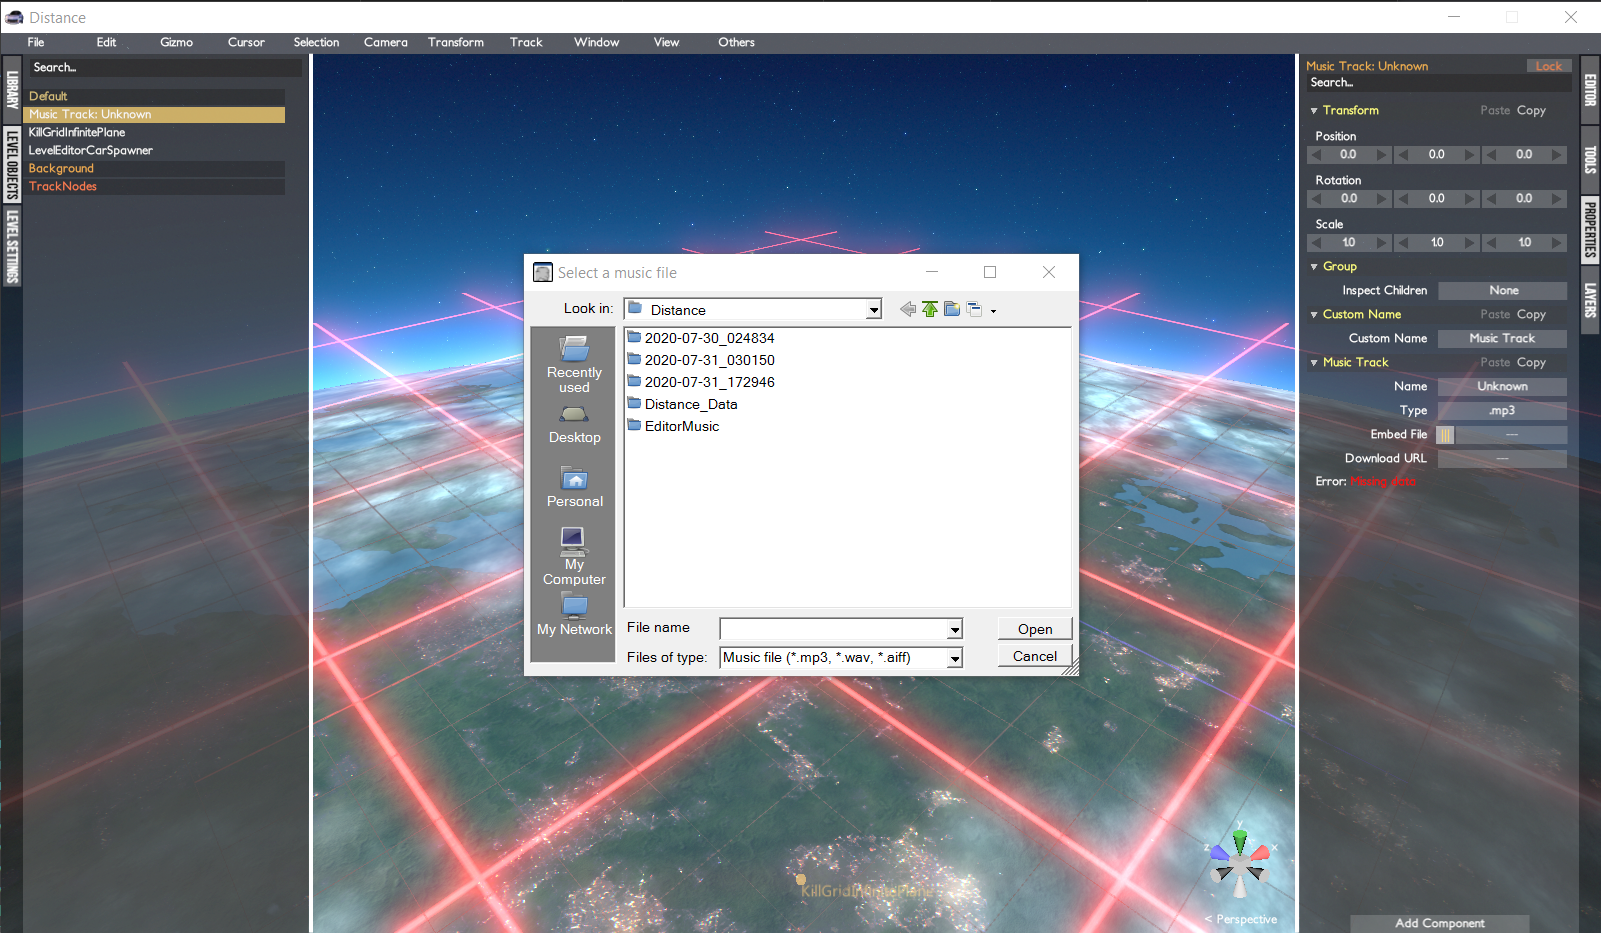 Distance
File Edit Gizmo Cursor Selection Camera Transform Track Window View Others
LIBRARY
LEVEL OBJECTS
LEVEL SETTINGS
Search...
Default
Music Track: Unknown
KillGridInfinitePlane
LevelEditorCarSpawner
Background
TrackNodes
Select a music file
Look in: Distance
Recently used
Desktop
Personal
My Computer
My Network
2020-07-30_024834
2020-07-31_030150
2020-07-31_172946
Distance_Data
EditorMusic
File name
Open
Files of type: Music file (*.mp3, *.wav, *.aiff)
Cancel
KillGridInfinitePlane
Y
Z
X
< Perspective
Music Track: Unknown Lock
Search...
Transform Paste Copy
Position
0.0 0.0 0.0
Rotation
0.0 0.0 0.0
Scale
1.0 1.0 1.0
Group
Inspect Children None
Custom Name Paste Copy
Custom Name Music Track
Music Track Paste Copy
Name Unknown
Type .mp3
Embed File ---
Download URL ---
Error: Missing data
Add Component
EDITOR
TOOLS
PROPERTIES
LAYERS